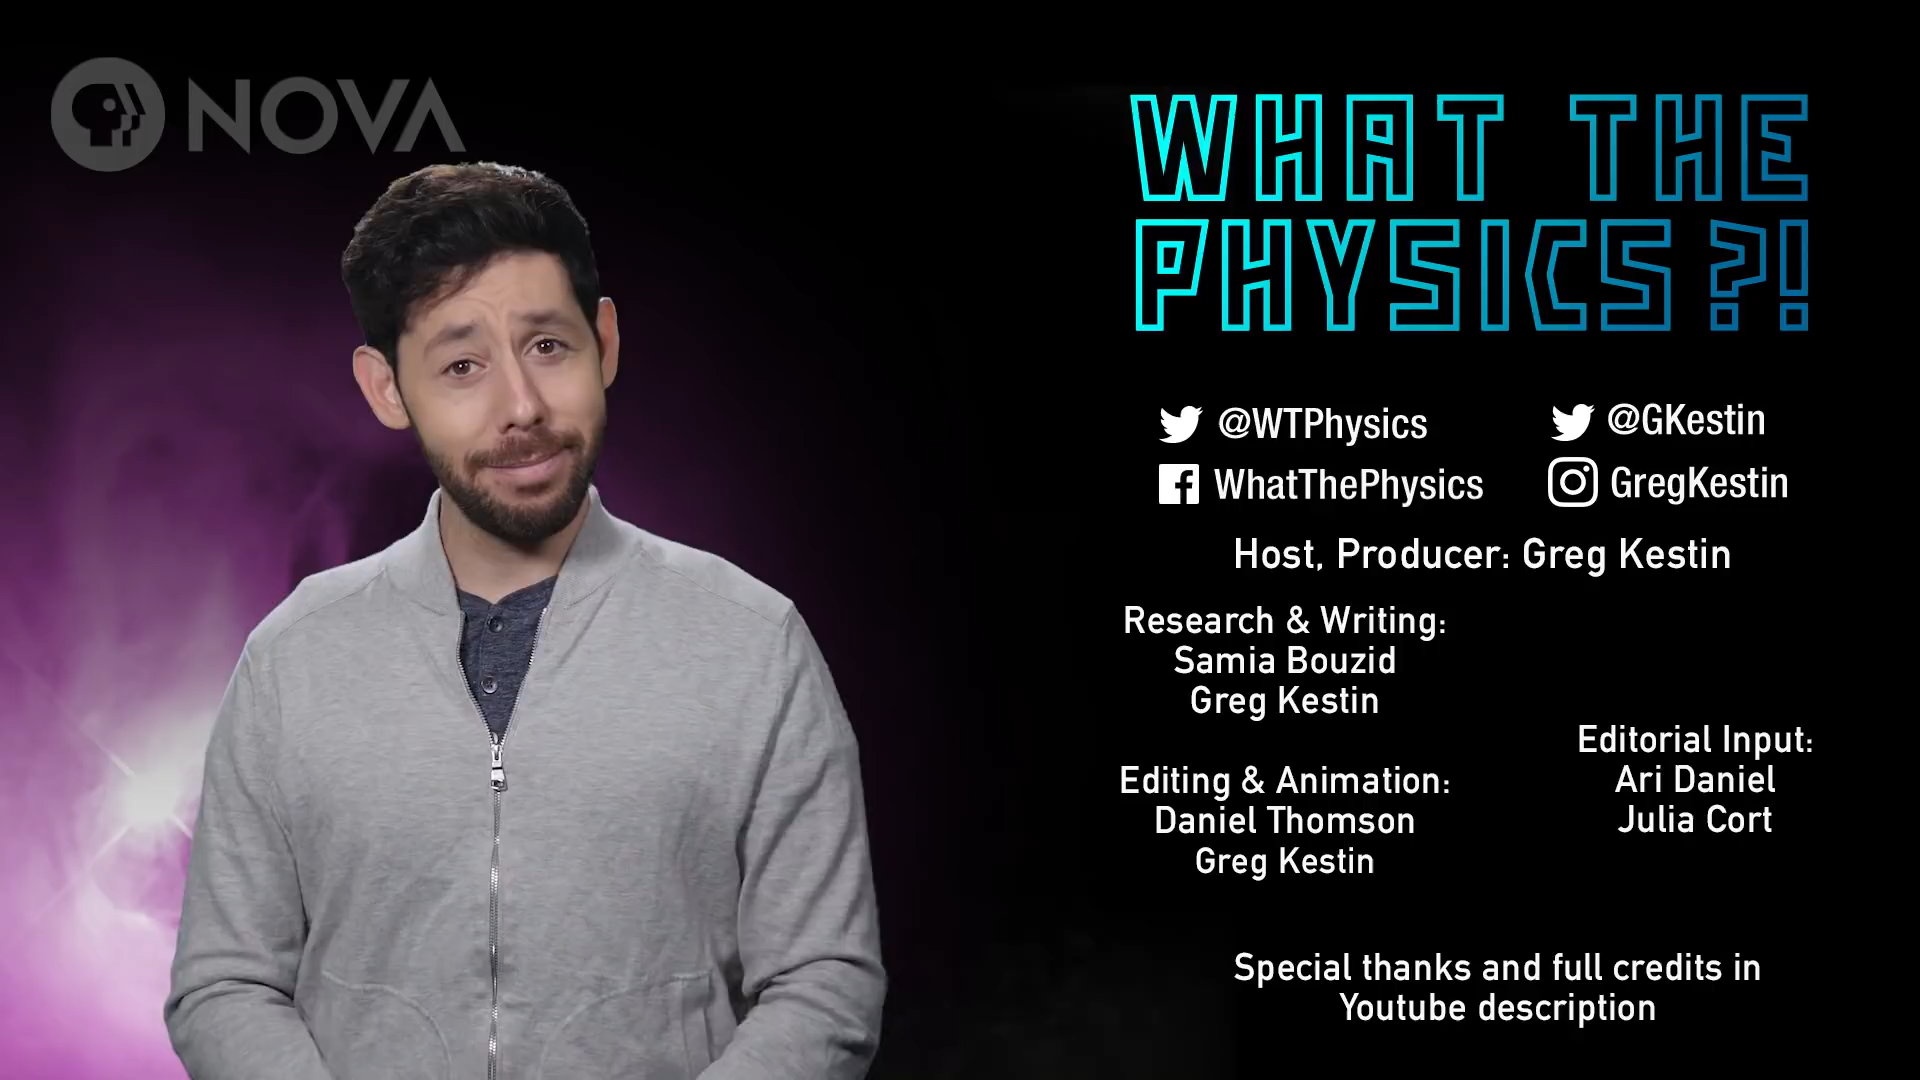 NOVA
WHAT THE
PHYSICS?!
@WTPhysics
@GKestin
WhatThePhysics
GregKestin
Host, Producer: Greg Kestin
Research & Writing:
Samia Bouzid
Greg Kestin
Editing & Animation:
Daniel Thomson
Greg Kestin
Editorial Input:
Ari Daniel
Julia Cort
Special thanks and full credits in
Youtube description